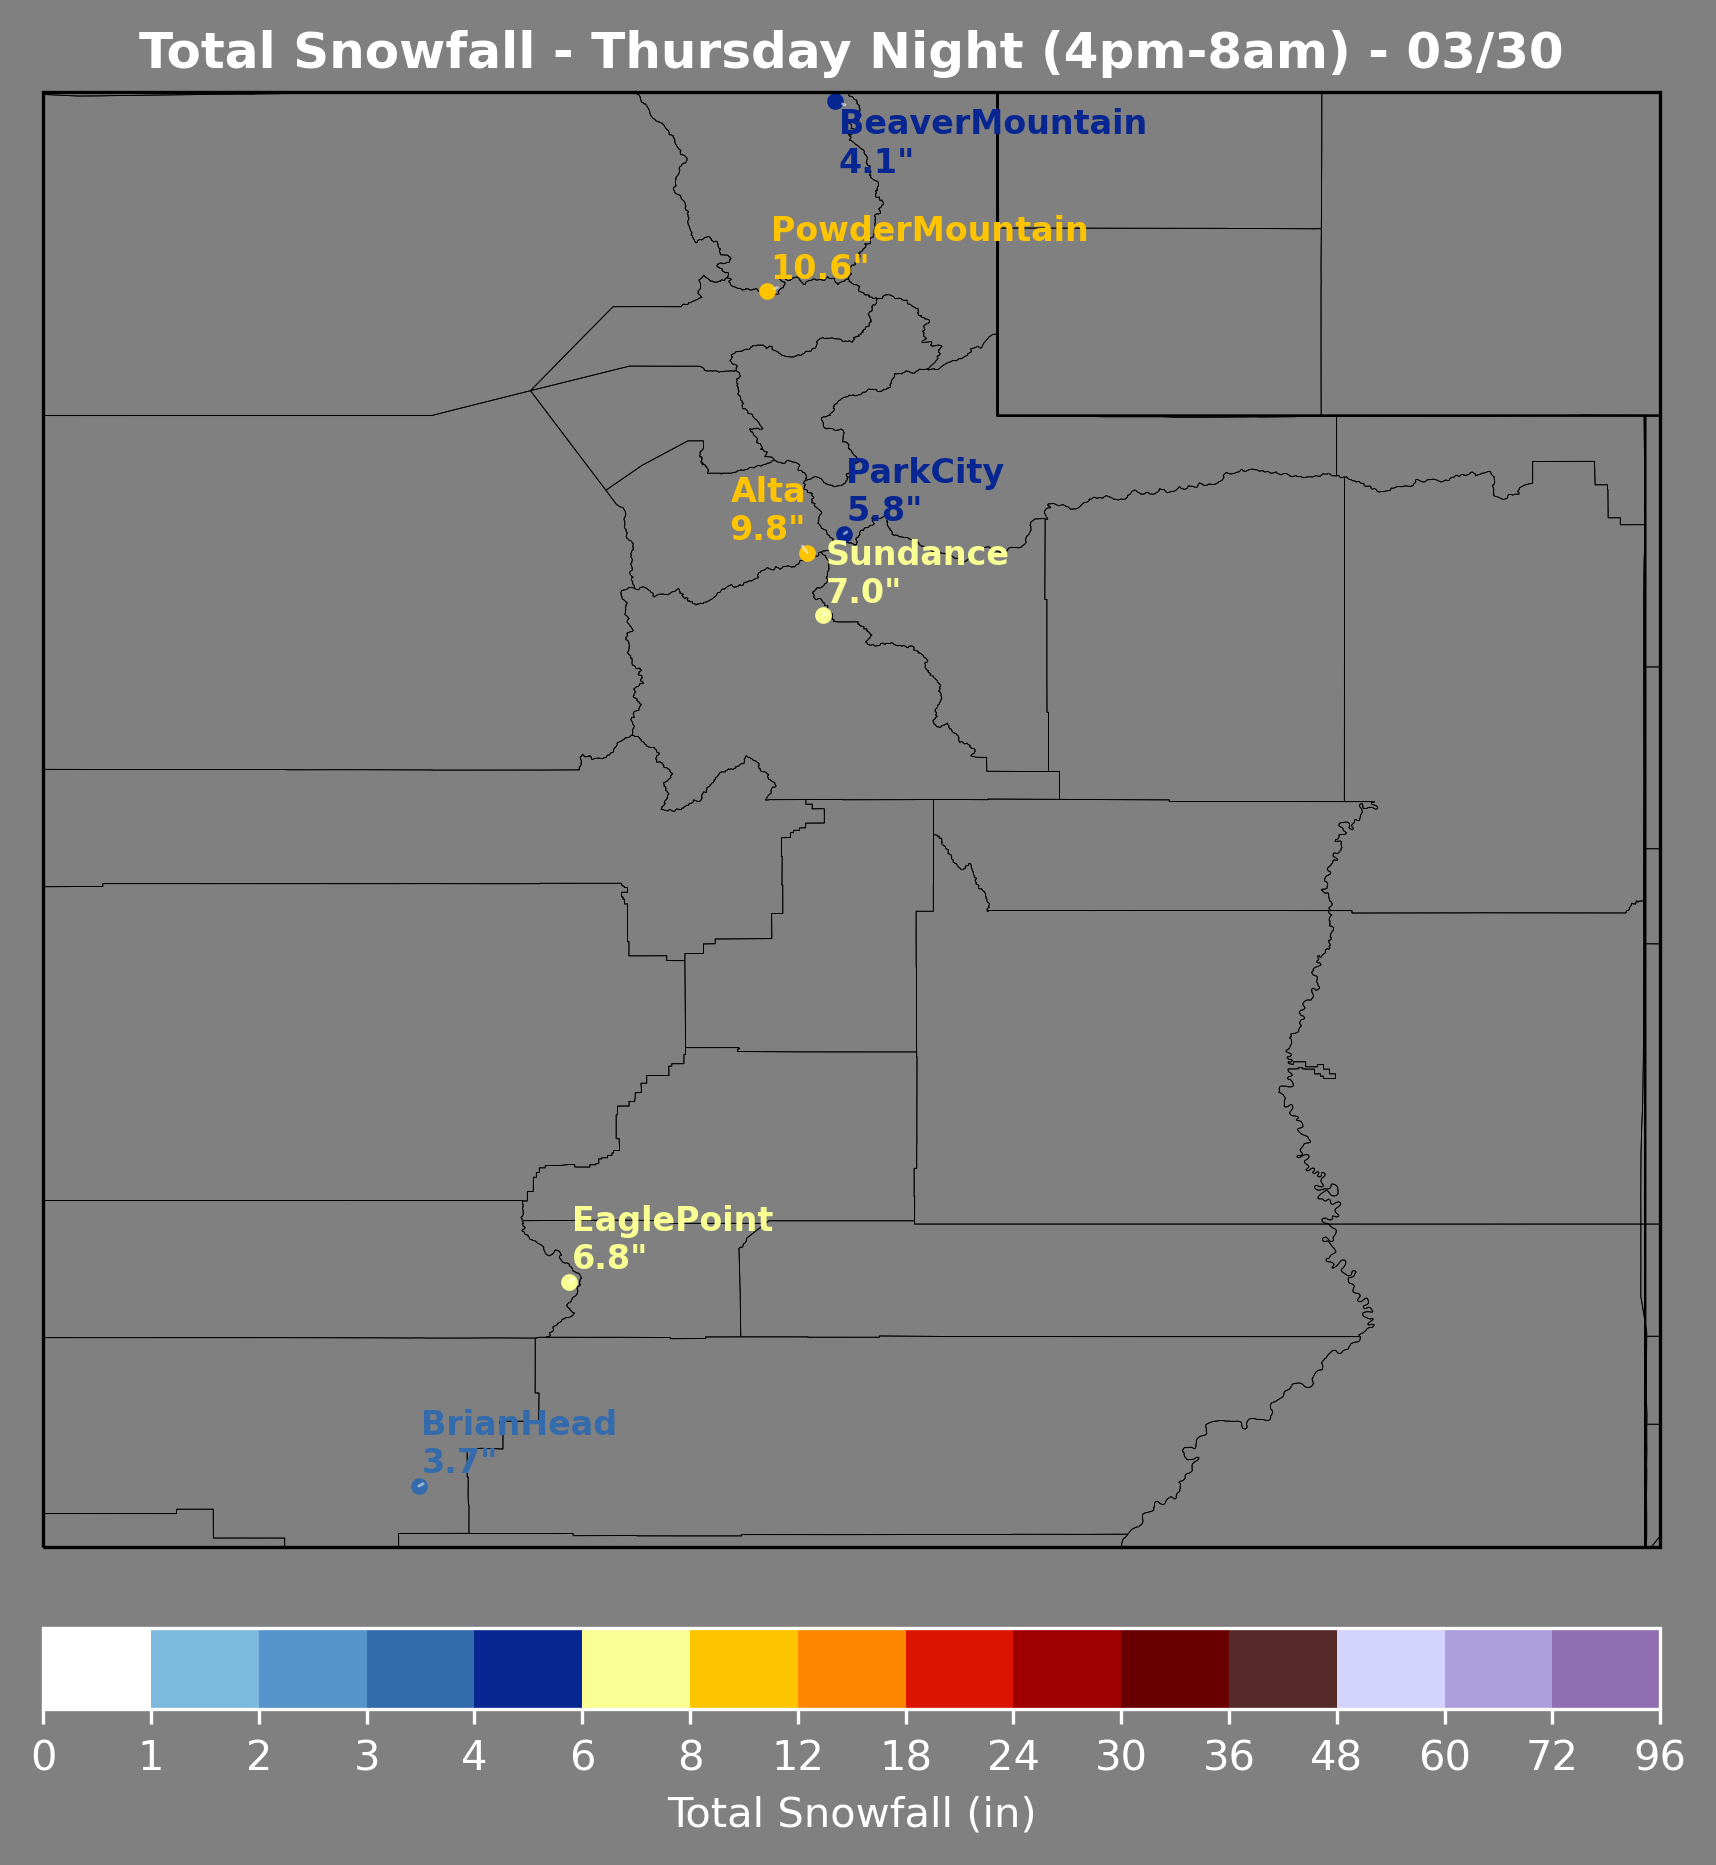 Total Snowfall - Thursday Night (4pm-8am) - 03/30
BeaverMountain
4.1"
PowderMountain
10.6"
ParkCity
5.8"
Alta
9.8"
Sundance
7.0"
EaglePoint
6.8"
BrianHead
3.7"
0 1 2 3 4 6 8 12 18 24 30 36 48 60 72 96
Total Snowfall (in)